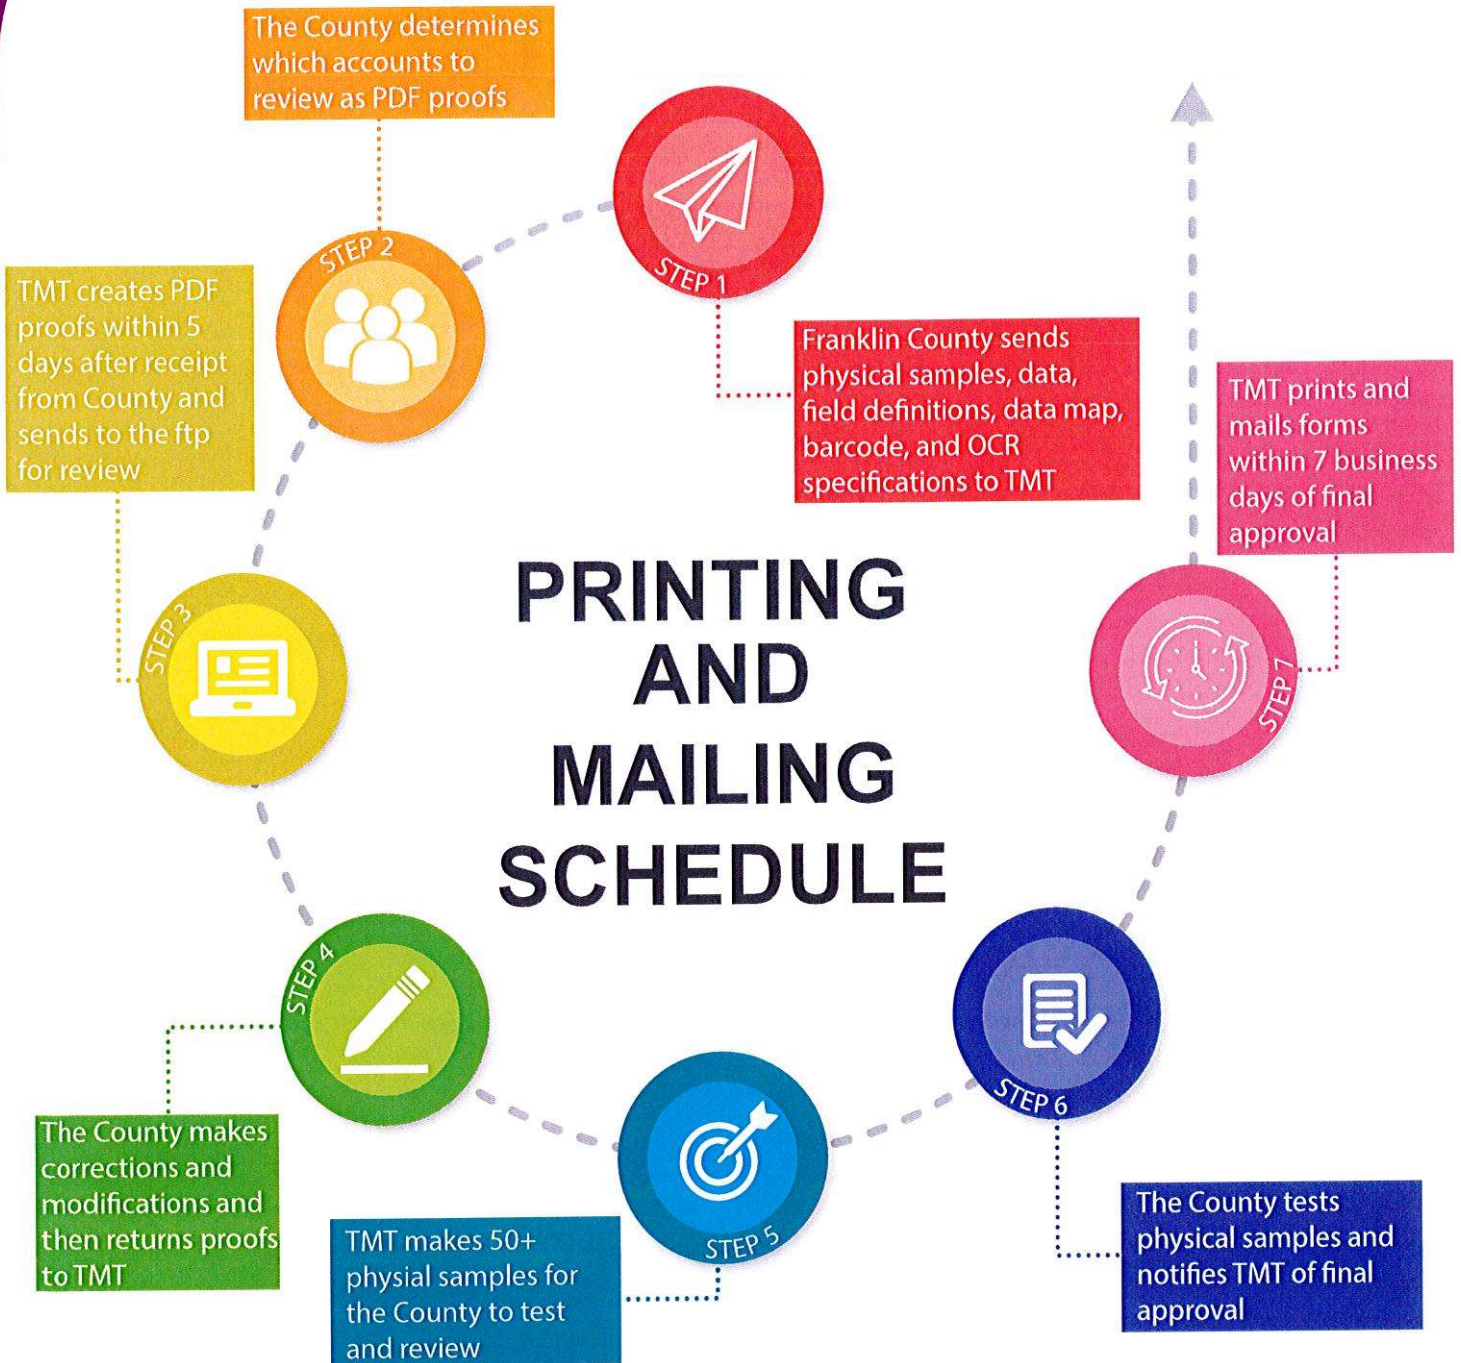 The County determines
which accounts to
review as PDF proofs
STEP 2
STEP 1
Franklin County sends
physical samples, data,
field definitions, data map,
barcode, and OCR
specifications to TMT
TMT creates PDF
proofs within 5
days after receipt
from County and
sends to the ftp
for review
STEP 3
TMT prints and
mails forms
within 7 business
days of final
approval
STEP 7
PRINTING
AND
MAILING
SCHEDULE
STEP 4
The County makes
corrections and
modifications and
then returns proofs
to TMT
STEP 5
TMT makes 50+
physial samples for
the County to test
and review
STEP 6
The County tests
physical samples and
notifies TMT of final
approval